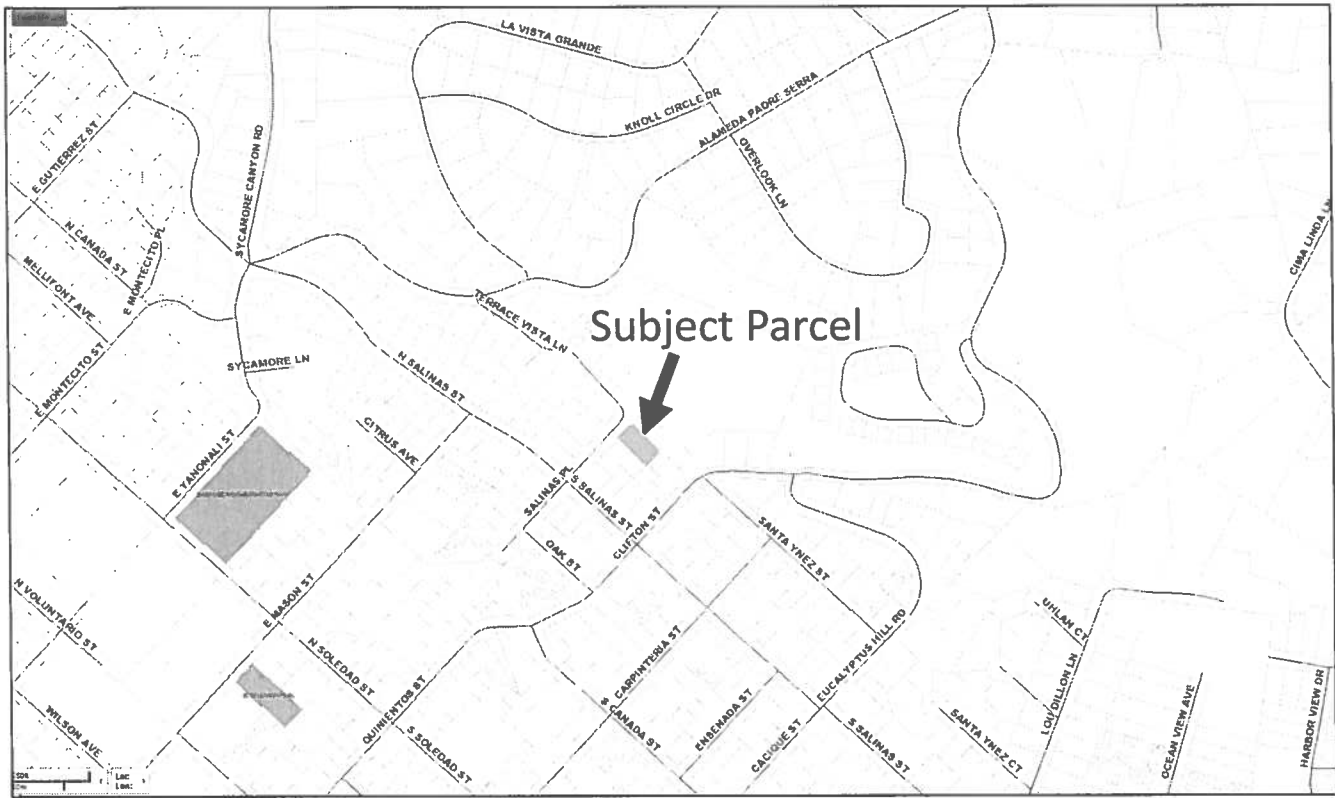 LA VISTA GRANDE
KNOLL CIRCLE DR
ALAMEDA PADRE SERRA
OVERLOOK LN
E GUTIERREZ ST
SYCAMORE CANYON RD
N CANADA ST
E MONTECITO PL
MELLIFONT AVE
CIMA LINDA LN
TERRACE VISTA LN
Subject Parcel
E MONTECITO ST
SYCAMORE LN
N SALINAS ST
CITRUS AVE
E YANONALI ST
SALINAS PL
S SALINAS ST
CLIFTON ST
OAK ST
SANTA YNEZ ST
E MASON ST
N VOLUNTARIO ST
N SOLEDAD ST
CARPINTERIA ST
EUCALYPTUS HILL RD
UHLAN CT
LOU DILLON LN
WILSON AVE
QUINIENTOS ST
S SOLEDAD ST
S CANADA ST
ENSENADA ST
CACIQUE ST
S SALINAS ST
SANTA YNEZ CT
OCEAN VIEW AVE
HARBOR VIEW DR
Lat:
Lon: